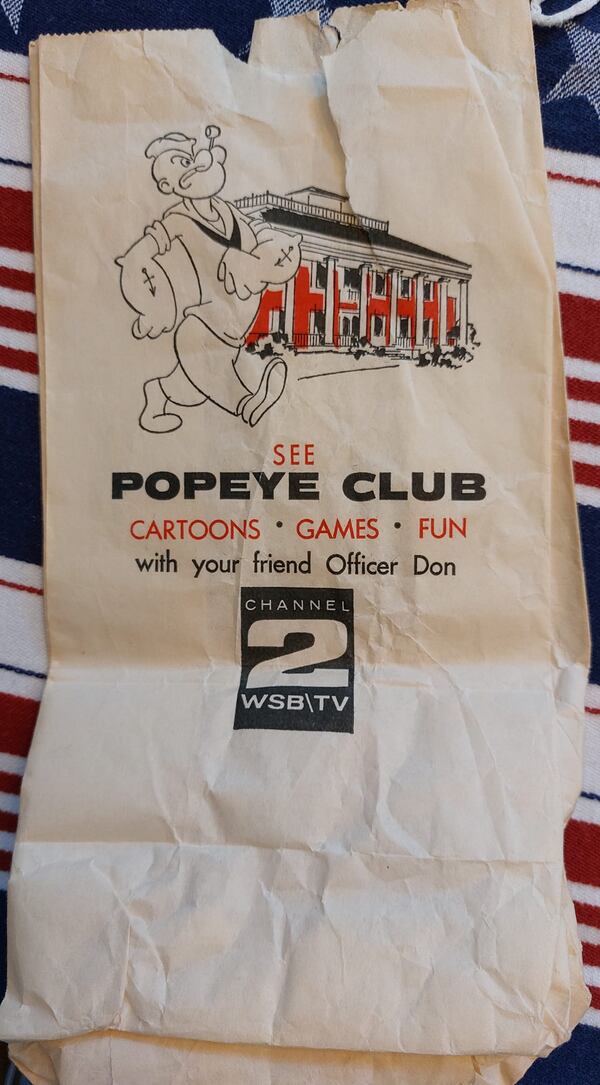 SEE
POPEYE CLUB
CARTOONS • GAMES • FUN
with your friend Officer Don
CHANNEL
2
WSB\TV